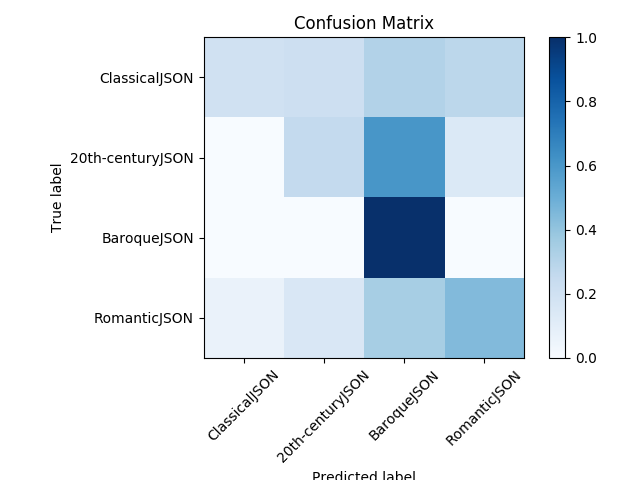 Confusion Matrix
True label
ClassicalJSON
20th-centuryJSON
BaroqueJSON
RomanticJSON
1.0
0.8
0.6
0.4
0.2
0.0
ClassicalJSON
20th-centuryJSON
BaroqueJSON
RomanticJSON
Predicted label